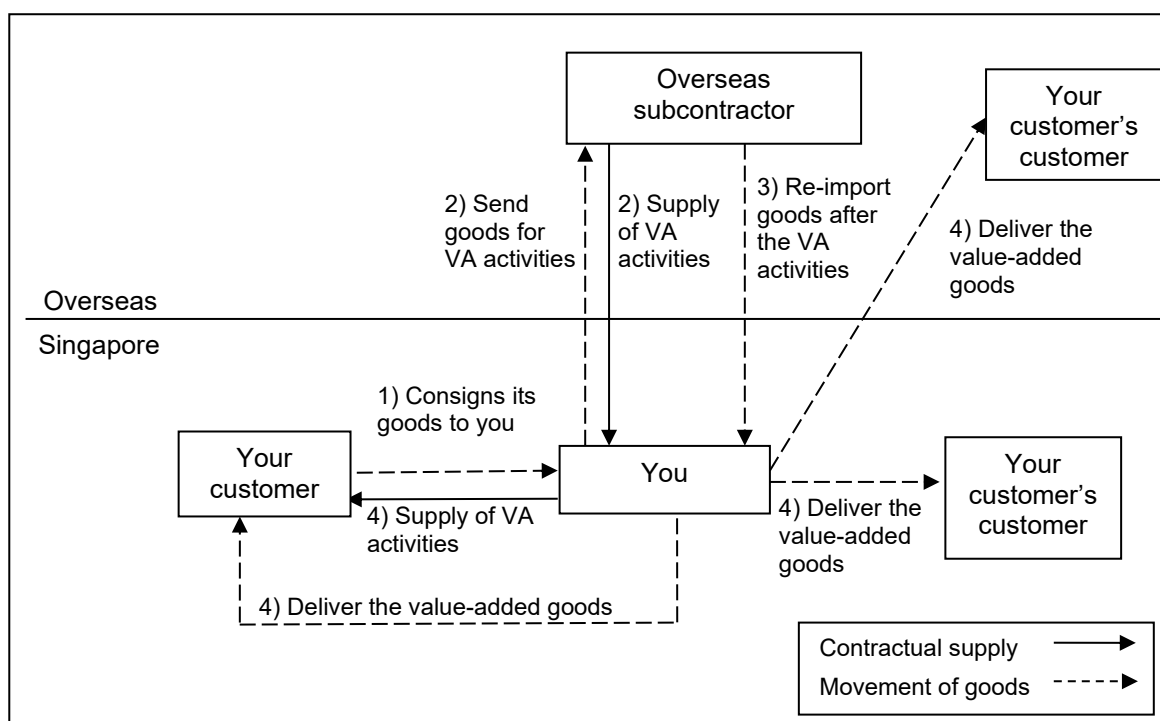 Overseas
subcontractor
Your
customer’s
customer
2) Send
goods for
VA activities
2) Supply
of VA
activities
3) Re-import
goods after
the VA
activities
4) Deliver the
value-added
goods
Overseas
Singapore
1) Consigns its
goods to you
Your
customer
You
Your
customer’s
customer
4) Supply of VA
activities
4) Deliver the
value-added
goods
4) Deliver the value-added goods
Contractual supply
Movement of goods